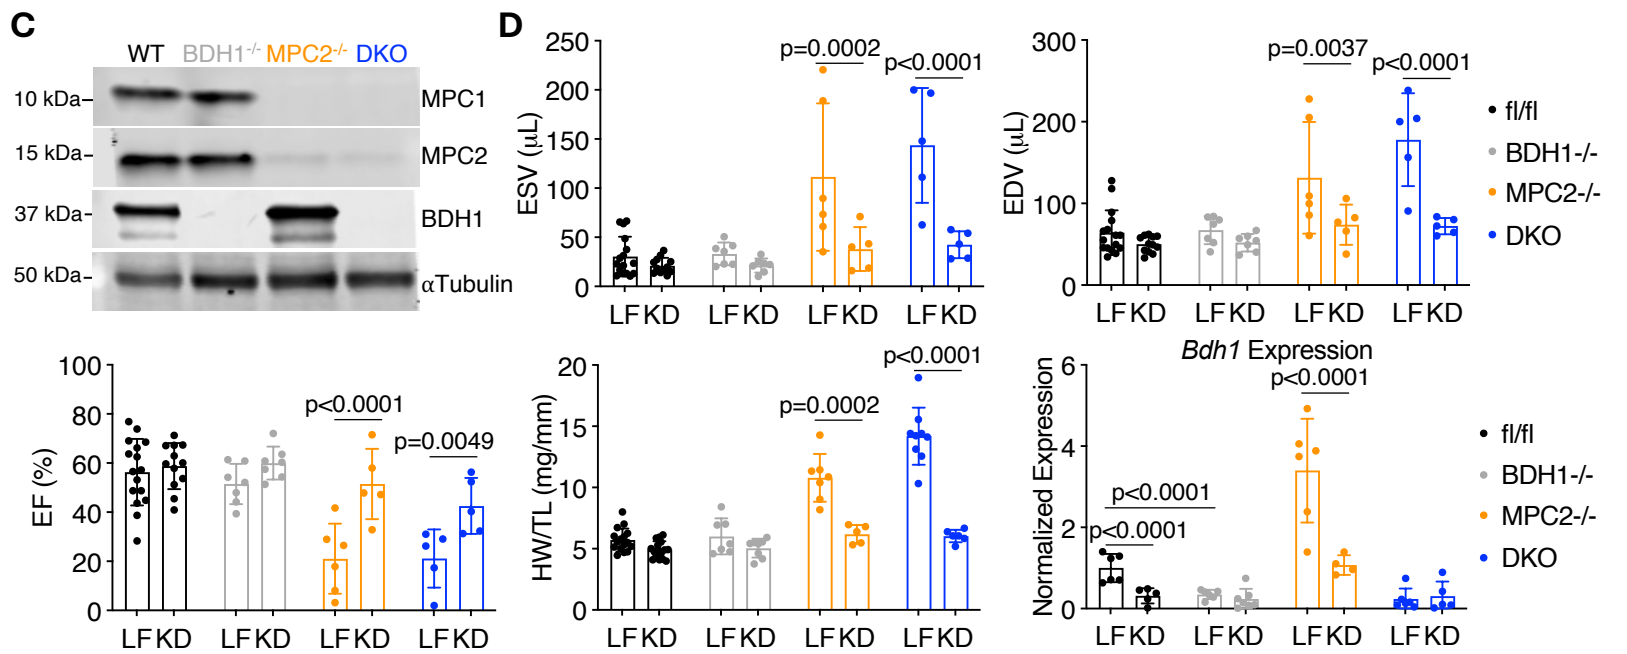 C
WT BDH1-/- MPC2-/- DKO
10 kDa MPC1
15 kDa MPC2
37 kDa BDH1
50 kDa αTubulin
D
250
200
150
100
50
0
ESV (μL)
p=0.0002
p<0.0001
LF KD LF KD LF KD LF KD
300
200
100
0
EDV (μL)
p=0.0037
p<0.0001
LF KD LF KD LF KD LF KD
fl/fl
BDH1-/-
MPC2-/-
DKO
100
80
60
40
20
0
EF (%)
p<0.0001
p=0.0049
LF KD LF KD LF KD LF KD
20
15
10
5
0
HW/TL (mg/mm)
p=0.0002
p<0.0001
LF KD LF KD LF KD LF KD
Bdh1 Expression
6
4
2
0
Normalized Expression
p<0.0001
p<0.0001
p<0.0001
LF KD LF KD LF KD LF KD
fl/fl
BDH1-/-
MPC2-/-
DKO